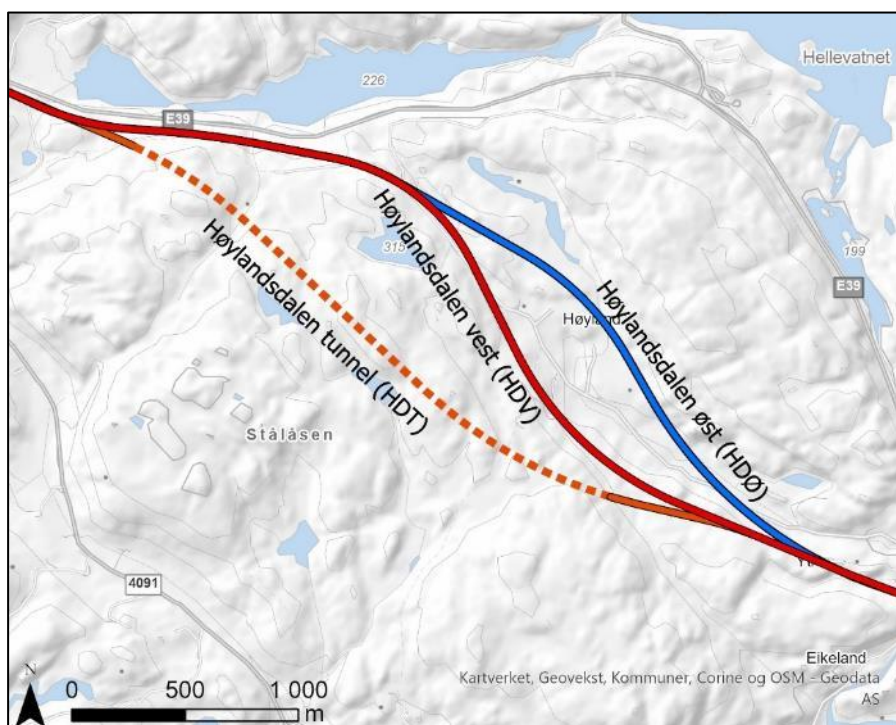 Hellevatnet
226
E39
315
199
E39
Høylandsdalen tunnel (HDT)
Høylandsdalen vest (HDV)
Høylandsdalen øst (HDØ)
Høyland
Stålåsen
4091
Eikeland
N
0 500 1 000
m
Kartverket, Geovekst, Kommuner, Corine og OSM - Geodata
AS